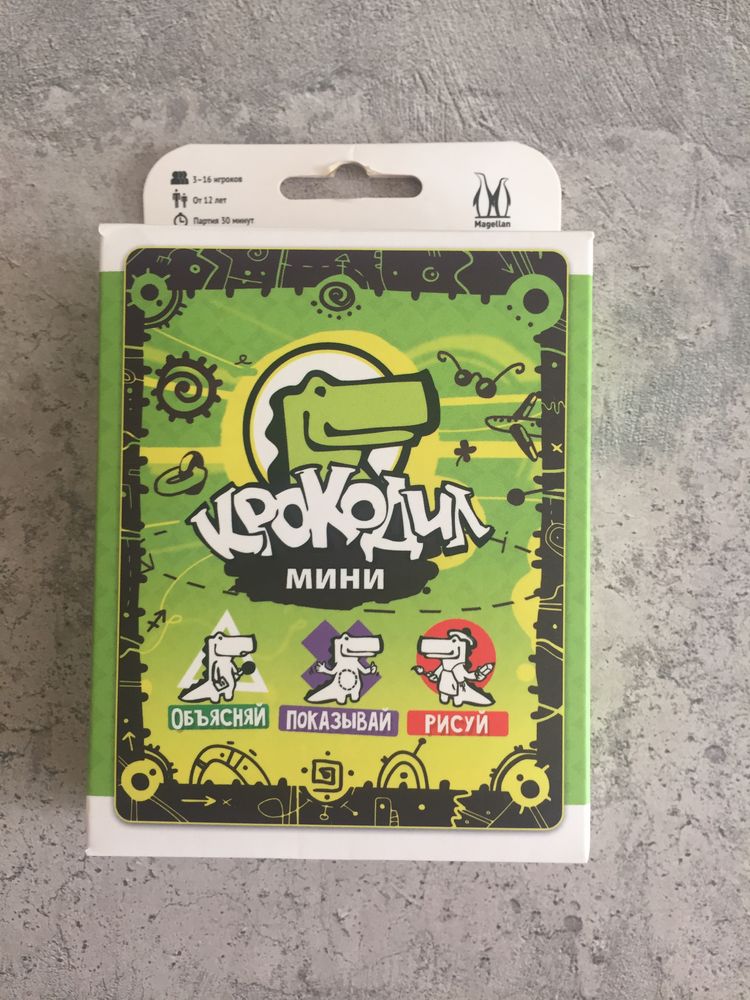 3–16 игроков
От 12 лет
Партия 30 минут
Magellan
КРОКОДИЛ
МИНИ
ОБЪЯСНЯЙ ПОКАЗЫВАЙ РИСУЙ